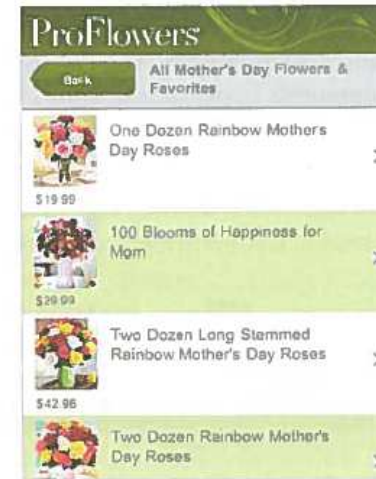 ProFlowers
Back
All Mother's Day Flowers &
Favorites
One Dozen Rainbow Mothers
Day Roses
$19.99
100 Blooms of Happiness for
Mom
$29.99
Two Dozen Long Stemmed
Rainbow Mother's Day Roses
$42.96
Two Dozen Rainbow Mother's
Day Roses